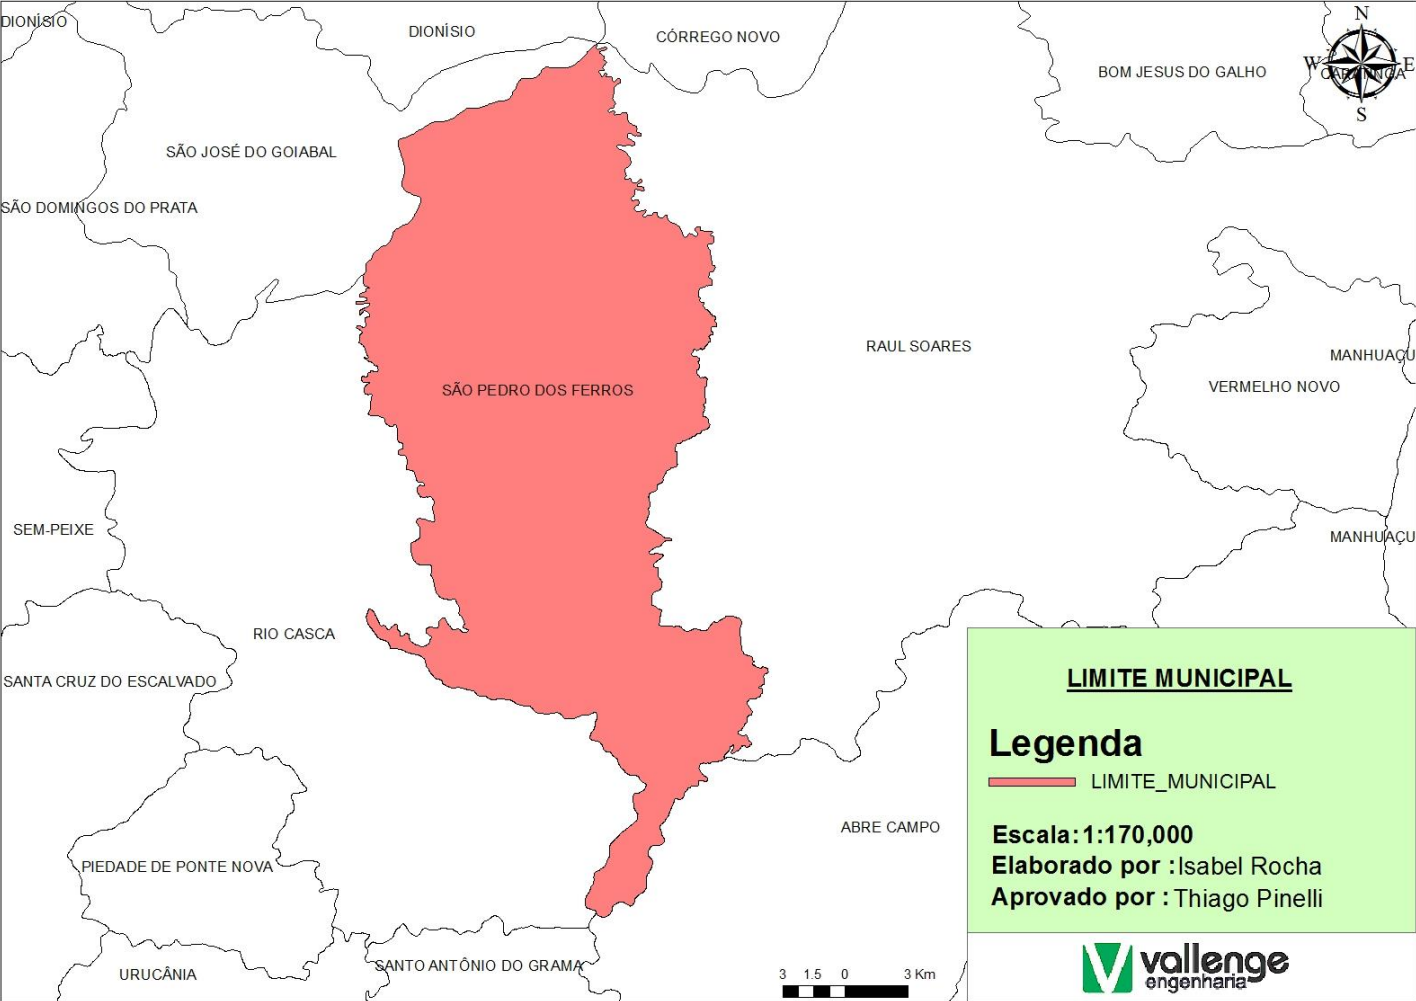 DIONÍSIO
DIONÍSIO
CÓRREGO NOVO
N
BOM JESUS DO GALHO
W
CARATINGA
E
S
SÃO JOSÉ DO GOIABAL
SÃO DOMINGOS DO PRATA
RAUL SOARES
MANHUAÇU
SÃO PEDRO DOS FERROS
VERMELHO NOVO
SEM-PEIXE
MANHUAÇU
RIO CASCA
SANTA CRUZ DO ESCALVADO
LIMITE MUNICIPAL
Legenda
LIMITE_MUNICIPAL
ABRE CAMPO
Escala:1:170,000
PIEDADE DE PONTE NOVA
Elaborado por :Isabel Rocha
Aprovado por : Thiago Pinelli
SANTO ANTÔNIO DO GRAMA
URUCÂNIA
3 1.5 0 3 Km
vallenge
engenharia